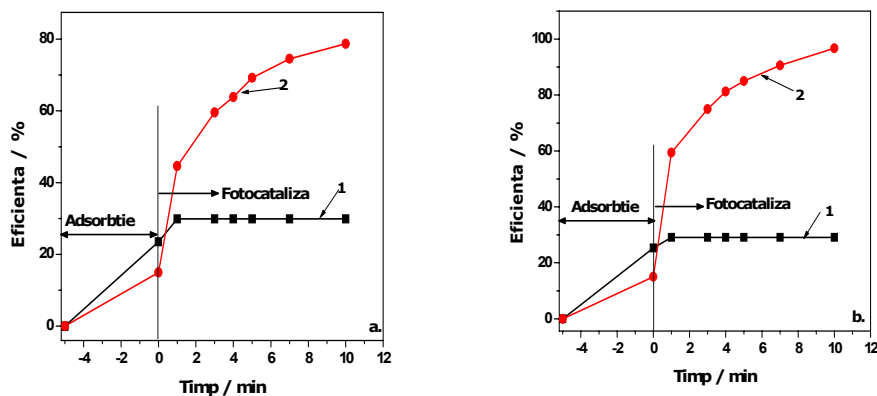 80
60
40
20
0
Eficienta / %
2
Fotocataliza
1
Adsorbtie
a.
-4 -2 0 2 4 6 8 10 12
Timp / min
100
80
60
40
20
0
Eficienta / %
2
Adsorbtie
Fotocataliza
1
b.
-4 -2 0 2 4 6 8 10 12
Timp / min